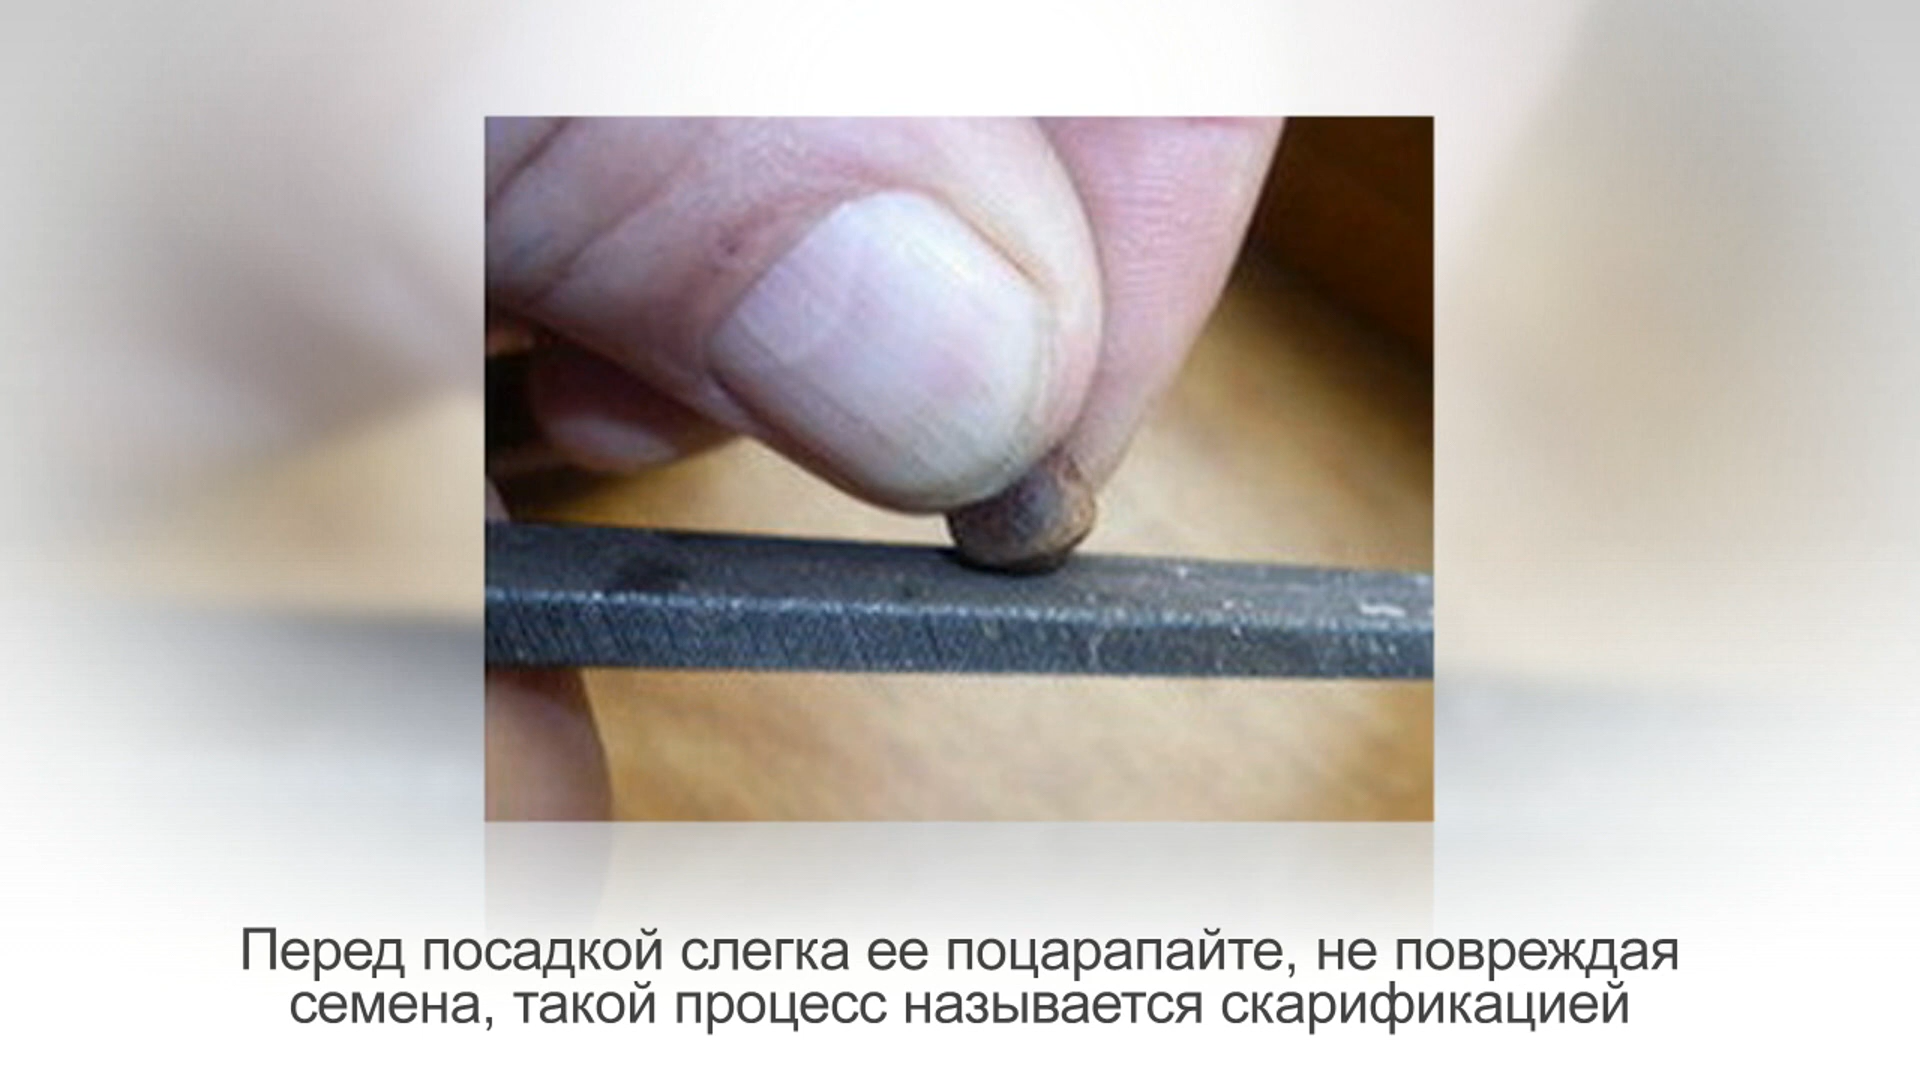 Перед посадкой слегка ее поцарапайте, не повреждая
семена, такой процесс называется скарификацией